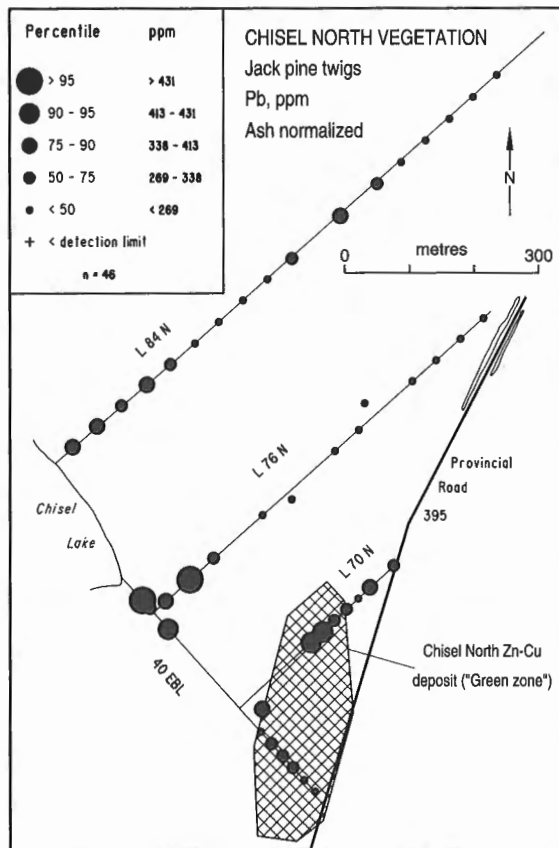 Percentile ppm
> 95 > 431
90 - 95 413 - 431
75 - 90 338 - 413
50 - 75 269 - 338
< 50 < 269
+ < detection limit
n = 46
CHISEL NORTH VEGETATION
Jack pine twigs
Pb, ppm
Ash normalized
N
0 metres 300
L 84 N
L 76 N
Provincial
Road
395
Chisel
Lake
L 70 N
40 EBL
Chisel North Zn-Cu
deposit ("Green zone")